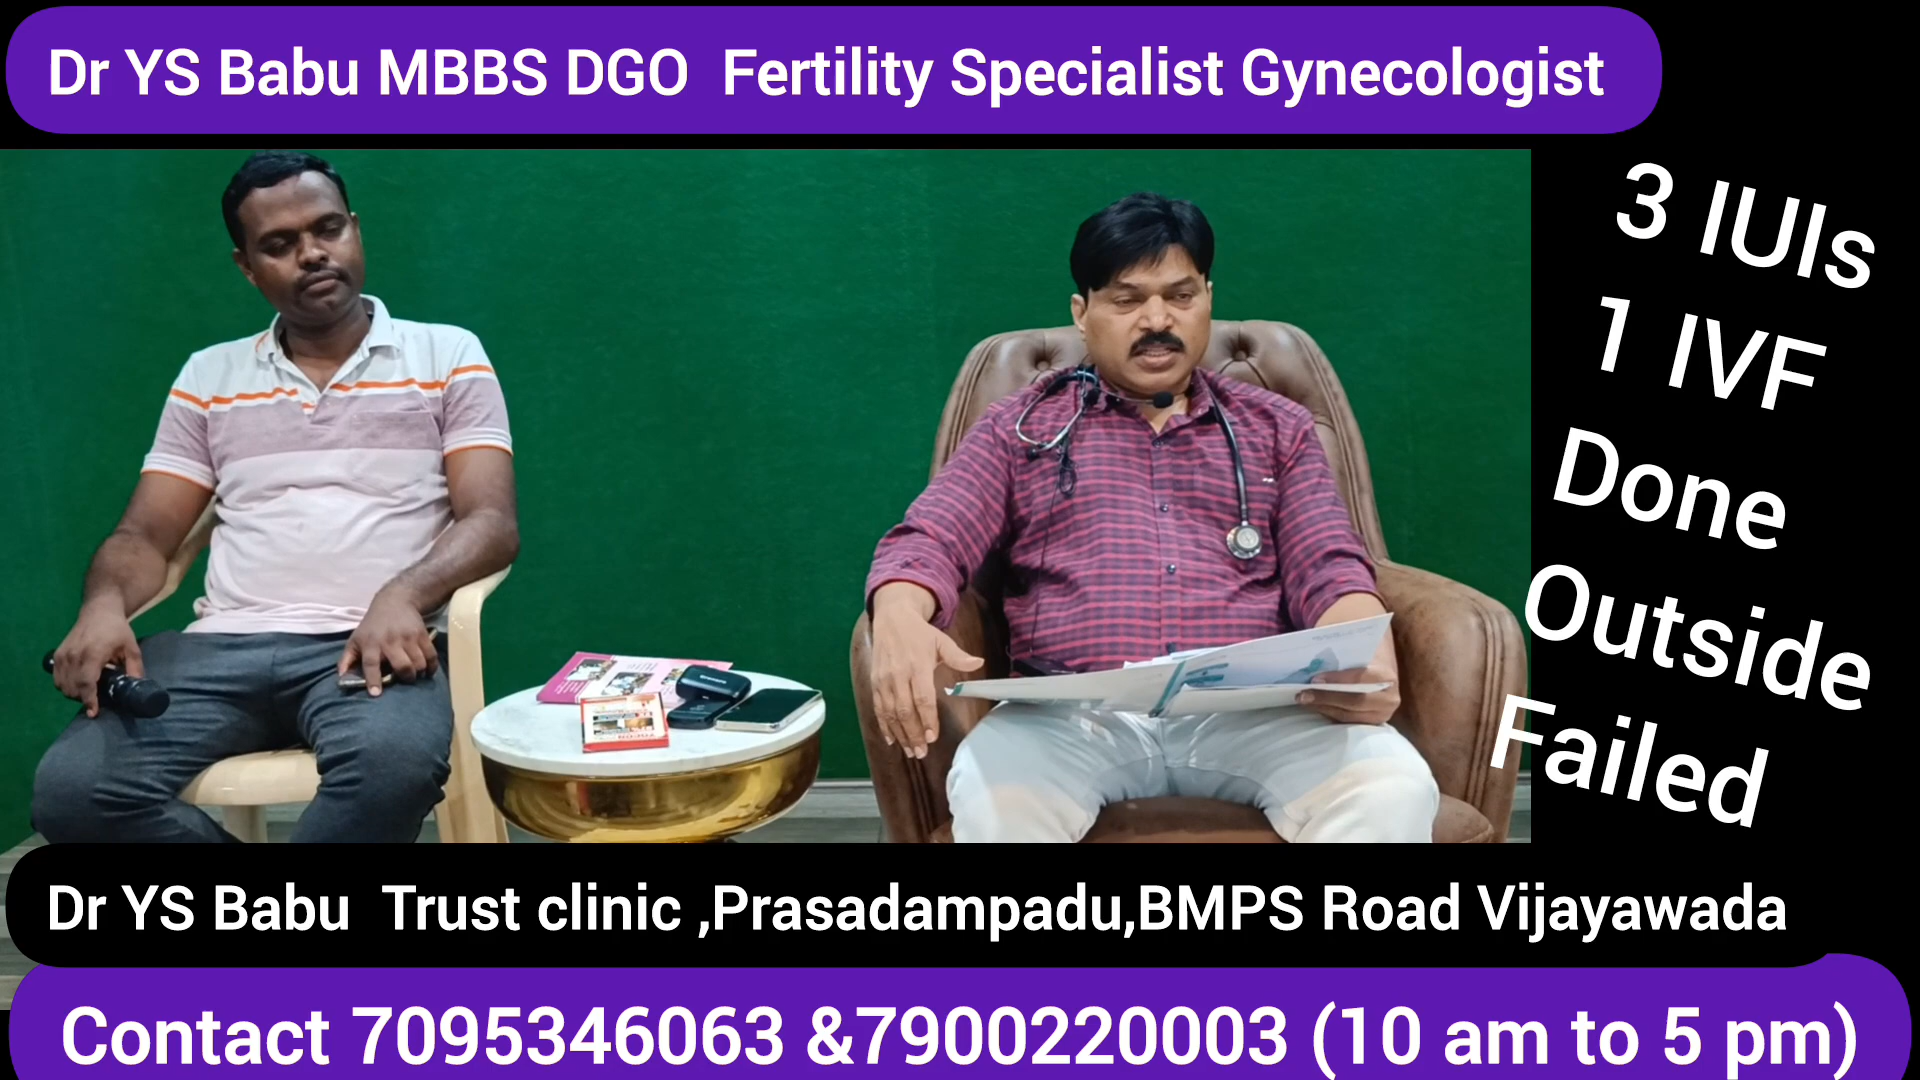 Dr YS Babu MBBS DGO  Fertility Specialist Gynecologist
3 IUIs
1 IVF
Done
Outside
Failed
Dr YS Babu  Trust clinic ,Prasadampadu,BMPS Road Vijayawada
Contact 7095346063 &7900220003 (10 am to 5 pm)